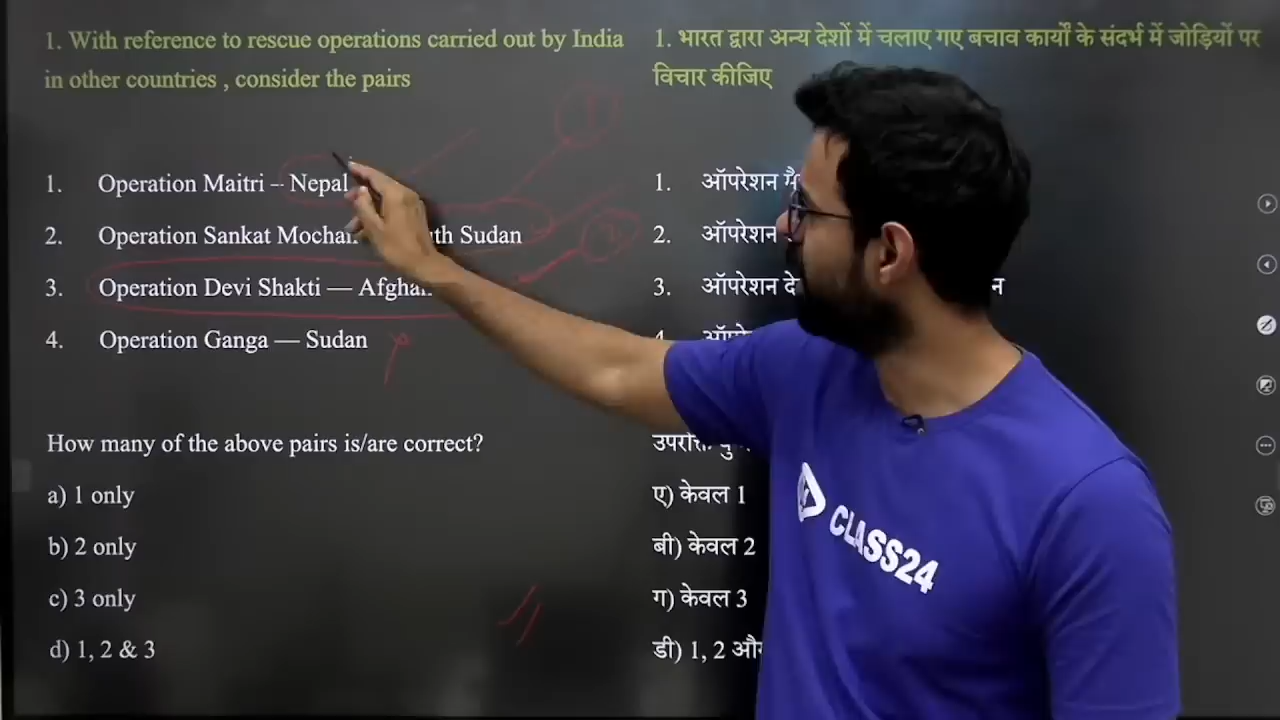 1. With reference to rescue operations carried out by India
in other countries , consider the pairs
1. Operation Maitri – Nepal
2. Operation Sankat Mochan South Sudan
3. Operation Devi Shakti — Afghan
4. Operation Ganga — Sudan
How many of the above pairs is/are correct?
a) 1 only
b) 2 only
c) 3 only
d) 1, 2 & 3
1. भारत द्वारा अन्य देशों में चलाए गए बचाव कार्यों के संदर्भ में जोड़ियों पर
विचार कीजिए
1. ऑपरेशन
2. ऑपरेशन
3. ऑपरेशन
4.
ए) केवल 1
बी) केवल 2
ग) केवल 3
डी) 1, 2
CLASS24